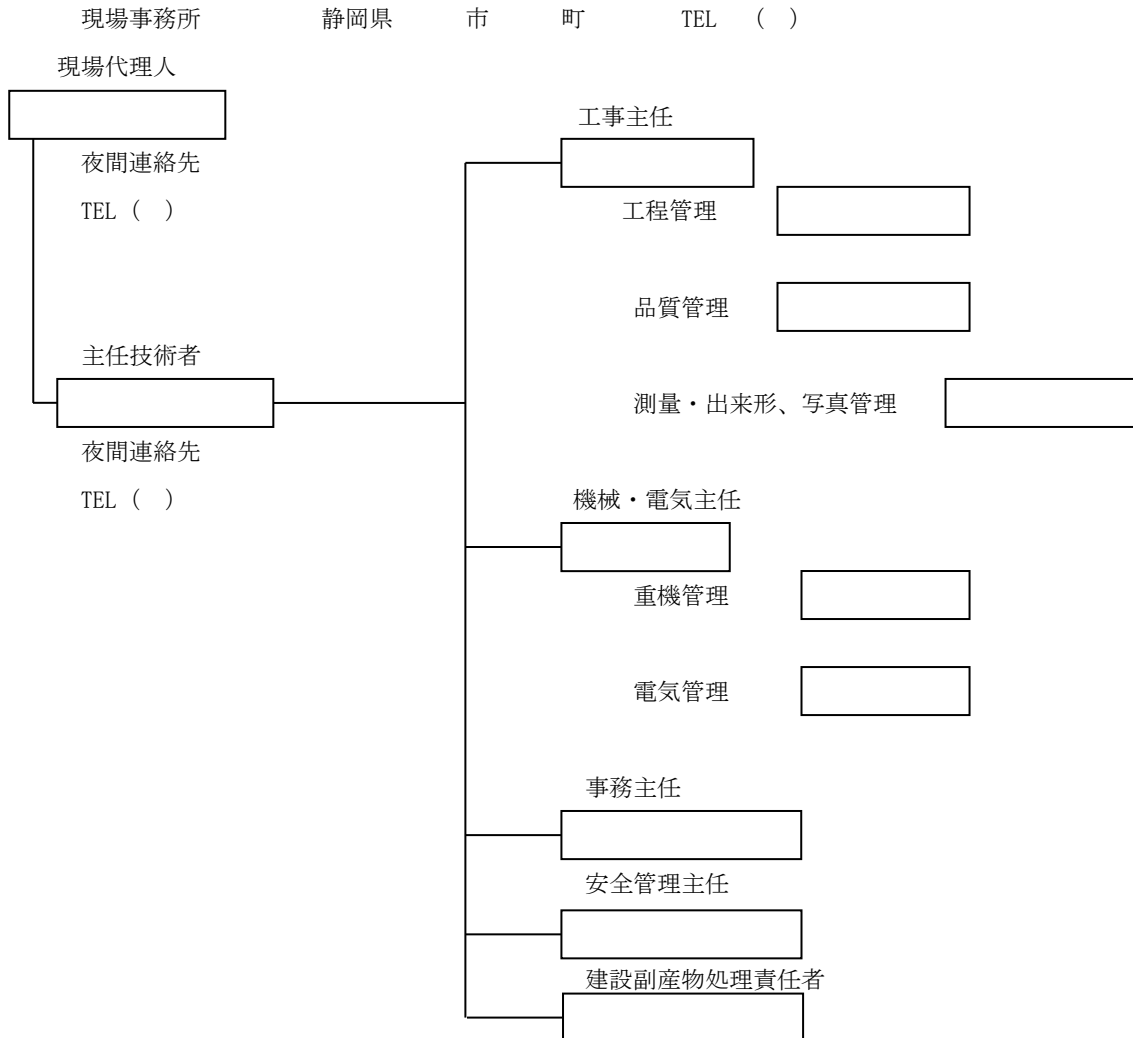 現場事務所 静岡県 市 町 TEL ( )
現場代理人
工事主任
夜間連絡先
TEL ( )
工程管理
品質管理
主任技術者
測量・出来形、写真管理
夜間連絡先
TEL ( )
機械・電気主任
重機管理
電気管理
事務主任
安全管理主任
建設副産物処理責任者